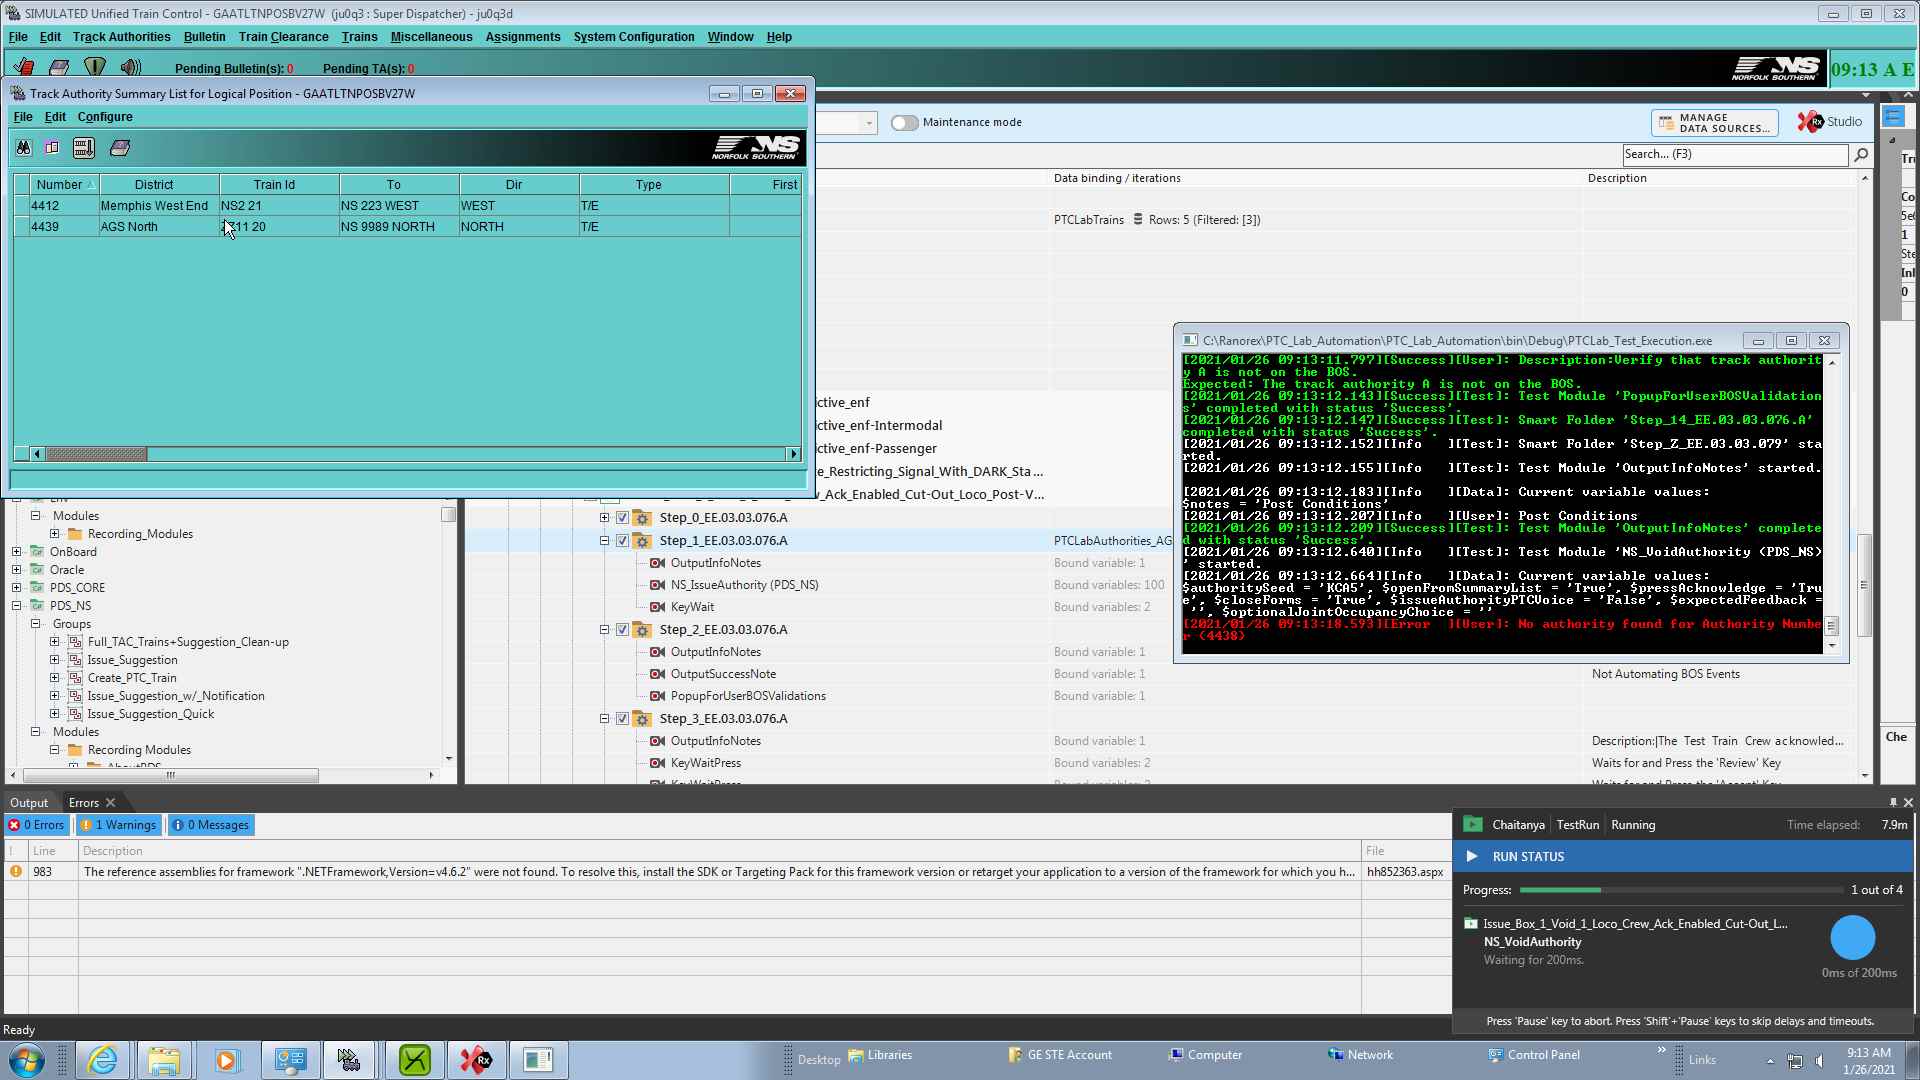 SIMULATED Unified Train Control - GAATLTNPOSBV27W (ju0q3 : Super Dispatcher) - ju0q3d
File Edit Track Authorities Bulletin Train Clearance Trains Miscellaneous Assignments System Configuration Window Help
Pending Bulletin(s): 0 Pending TA(s): 0
NS
NORFOLK SOUTHERN
09:13 A E
Track Authority Summary List for Logical Position - GAATLTNPOSBV27W
File Edit Configure
NS
NORFOLK SOUTHERN
Number District Train Id To Dir Type First
4412 Memphis West End NS2 21 NS 223 WEST WEST T/E
4439 AGS North 11 20 NS 9989 NORTH NORTH T/E
Maintenance mode
MANAGE
DATA SOURCES...
Rx Studio
Search... (F3)
Data binding / iterations Description
PTCLabTrains Rows: 5 (Filtered: [3])
ictive_enf
ictive_enf-Intermodal
ictive_enf-Passenger
e_Restricting_Signal_With_DARK_Sta...
w_Ack_Enabled_Cut-Out_Loco_Post-V...
Step_0_EE.03.03.076.A
Step_1_EE.03.03.076.A PTCLabAuthorities_AG
OutputInfoNotes Bound variable: 1
NS_IssueAuthority (PDS_NS) Bound variables: 100
KeyWait Bound variables: 2
Step_2_EE.03.03.076.A
OutputInfoNotes Bound variable: 1
OutputSuccessNote Bound variable: 1 Not Automating BOS Events
PopupForUserBOSValidations Bound variable: 1
Step_3_EE.03.03.076.A
OutputInfoNotes Bound variable: 1 Description:|The Test Train Crew acknowled...
KeyWaitPress Bound variables: 2 Waits for and Press the 'Review' Key
Modules
Recording_Modules
OnBoard
Oracle
PDS_CORE
PDS_NS
Groups
Full_TAC_Trains+Suggestion_Clean-up
Issue_Suggestion
Create_PTC_Train
Issue_Suggestion_w/_Notification
Issue_Suggestion_Quick
Modules
Recording Modules
C:\Ranorex\PTC_Lab_Automation\PTC_Lab_Automation\bin\Debug\PTCLab_Test_Execution.exe
[2021/01/26 09:13:11.797][Success][User]: Description:Verify that track authorit
y A is not on the BOS.
Expected: The track authority A is not on the BOS.
[2021/01/26 09:13:12.143][Success][Test]: Test Module 'PopupForUserBOSValidation
s' completed with status 'Success'.
[2021/01/26 09:13:12.147][Success][Test]: Smart Folder 'Step_14_EE.03.03.076.A'
completed with status 'Success'.
[2021/01/26 09:13:12.152][Info ][Test]: Smart Folder 'Step_Z_EE.03.03.079' sta
rted.
[2021/01/26 09:13:12.155][Info ][Test]: Test Module 'OutputInfoNotes' started.
[2021/01/26 09:13:12.183][Info ][Data]: Current variable values:
$notes = 'Post Conditions'
[2021/01/26 09:13:12.207][Info ][User]: Post Conditions
[2021/01/26 09:13:12.209][Success][Test]: Test Module 'OutputInfoNotes' complete
d with status 'Success'.
[2021/01/26 09:13:12.640][Info ][Test]: Test Module 'NS_VoidAuthority (PDS_NS)
' started.
[2021/01/26 09:13:12.664][Info ][Data]: Current variable values:
$authoritySeed = 'KCA5', $openFromSummaryList = 'True', $pressAcknowledge = 'Tru
e', $closeForms = 'True', $issueAuthorityPTCVoice = 'False', $expectedFeedback =
'', $optionalJointOccupancyChoice = ''
[2021/01/26 09:13:18.593][Error ][User]: No authority found for Authority Numbe
r (4438)
Tr
Co
5e
1
Ste
Inl
0
Che
Output Errors
0 Errors 1 Warnings 0 Messages
! Line Description File
983 The reference assemblies for framework ".NETFramework,Version=v4.6.2" were not found. To resolve this, install the SDK or Targeting Pack for this framework version or retarget your application to a version of the framework for which you h... hh852363.aspx
Chaitanya TestRun Running Time elapsed: 7.9m
RUN STATUS
Progress: 1 out of 4
Issue_Box_1_Void_1_Loco_Crew_Ack_Enabled_Cut-Out_L...
NS_VoidAuthority
Waiting for 200ms.
0ms of 200ms
Press 'Pause' key to abort. Press 'Shift'+'Pause' keys to skip delays and timeouts.
Ready
Desktop Libraries GE STE Account Computer Network Control Panel » Links
9:13 AM
1/26/2021